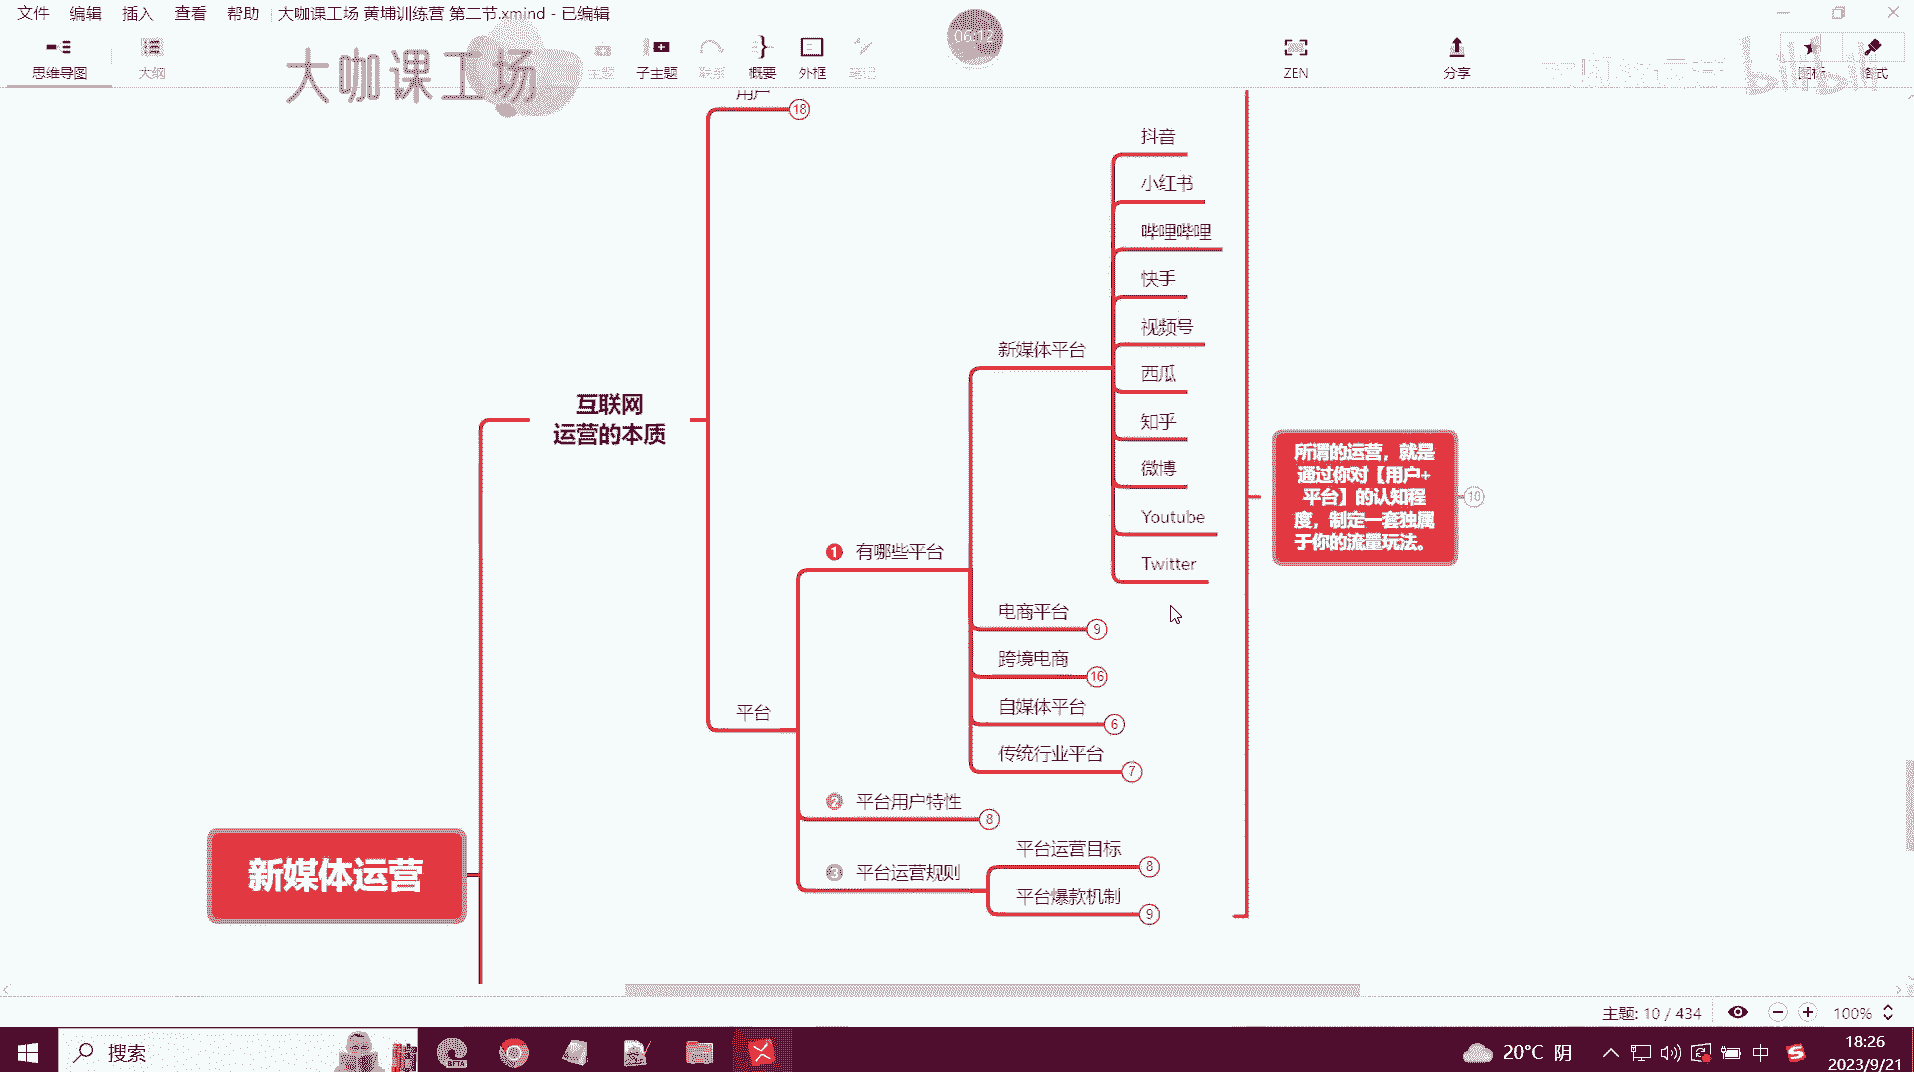 文件 编辑 插入 查看 帮助 大咖课工场 黄埔训练营 第二节.xmind - 已编辑
思维导图
大纲
主题
子主题
联系
概要
外框
笔记
06:12
ZEN
分享
图标
格式
大咖课工场
bilibili
用户
18
抖音
小红书
哔哩哔哩
快手
视频号
西瓜
知乎
微博
Youtube
Twitter
新媒体平台
互联网
运营的本质
所谓的运营，就是
通过你对【用户+
平台】的认知程
度，制定一套独属
于你的流量玩法。
10
1 有哪些平台
电商平台 9
跨境电商 16
自媒体平台 6
传统行业平台 7
平台
2 平台用户特性 8
3 平台运营规则
平台运营目标 8
平台爆款机制 9
新媒体运营
主题: 10 / 434
100%
搜索
BETA
20°C 阴
中
18:26
2023/9/21